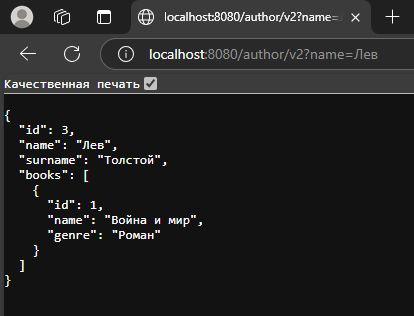 localhost:8080/author/v2?name=Л
localhost:8080/author/v2?name=Лев
Качественная печать
{
  "id": 3,
  "name": "Лев",
  "surname": "Толстой",
  "books": [
    {
      "id": 1,
      "name": "Война и мир",
      "genre": "Роман"
    }
  ]
}